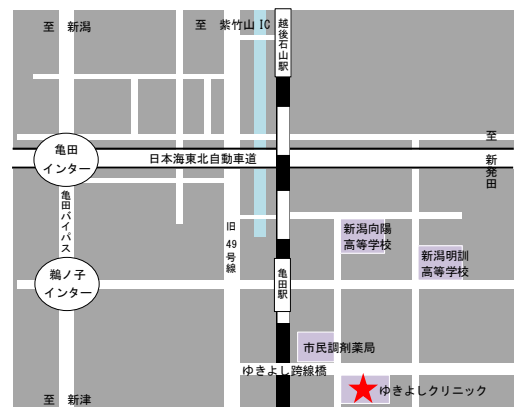 至 新潟
至 紫竹山 IC
越後石山駅
至
新発田
亀田
インター
日本海東北自動車道
亀田バイパス
旧49号線
新潟向陽
高等学校
新潟明訓
高等学校
鵜ノ子
インター
亀田駅
市民調剤薬局
ゆきよし跨線橋
ゆきよしクリニック
至 新津